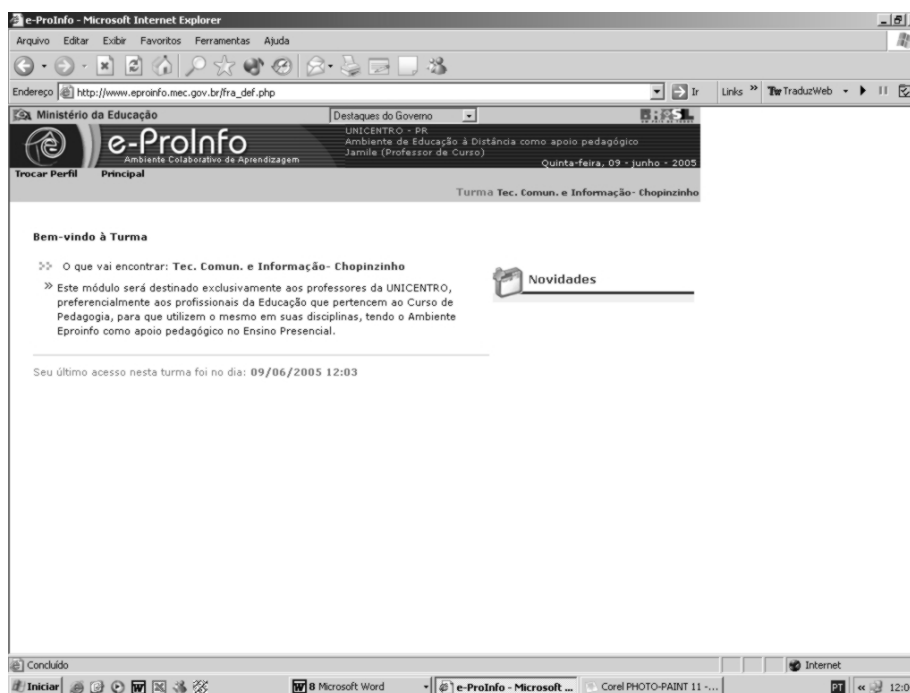 e-ProInfo - Microsoft Internet Explorer
Arquivo Editar Exibir Favoritos Ferramentas Ajuda
Endereço http://www.eproinfo.mec.gov.br/fra_def.php Ir Links » TraduzWeb
Ministério da Educação Destaques do Governo
e-ProInfo
Ambiente Colaborativo de Aprendizagem
UNICENTRO - PR
Ambiente de Educação à Distância como apoio pedagógico
Jamile (Professor de Curso)
Quinta-feira, 09 - junho - 2005
Trocar Perfil Principal
Turma Tec. Comun. e Informação- Chopinzinho
Bem-vindo à Turma
>> O que vai encontrar: Tec. Comun. e Informação- Chopinzinho
» Este módulo será destinado exclusivamente aos professores da UNICENTRO,
preferencialmente aos profissionais da Educação que pertencem ao Curso de
Pedagogia, para que utilizem o mesmo em suas disciplinas, tendo o Ambiente
Eproinfo como apoio pedagógico no Ensino Presencial.
Novidades
Seu último acesso nesta turma foi no dia: 09/06/2005 12:03
Concluído Internet
Iniciar 8 Microsoft Word e-ProInfo - Microsoft ... Corel PHOTO-PAINT 11 -... PT «